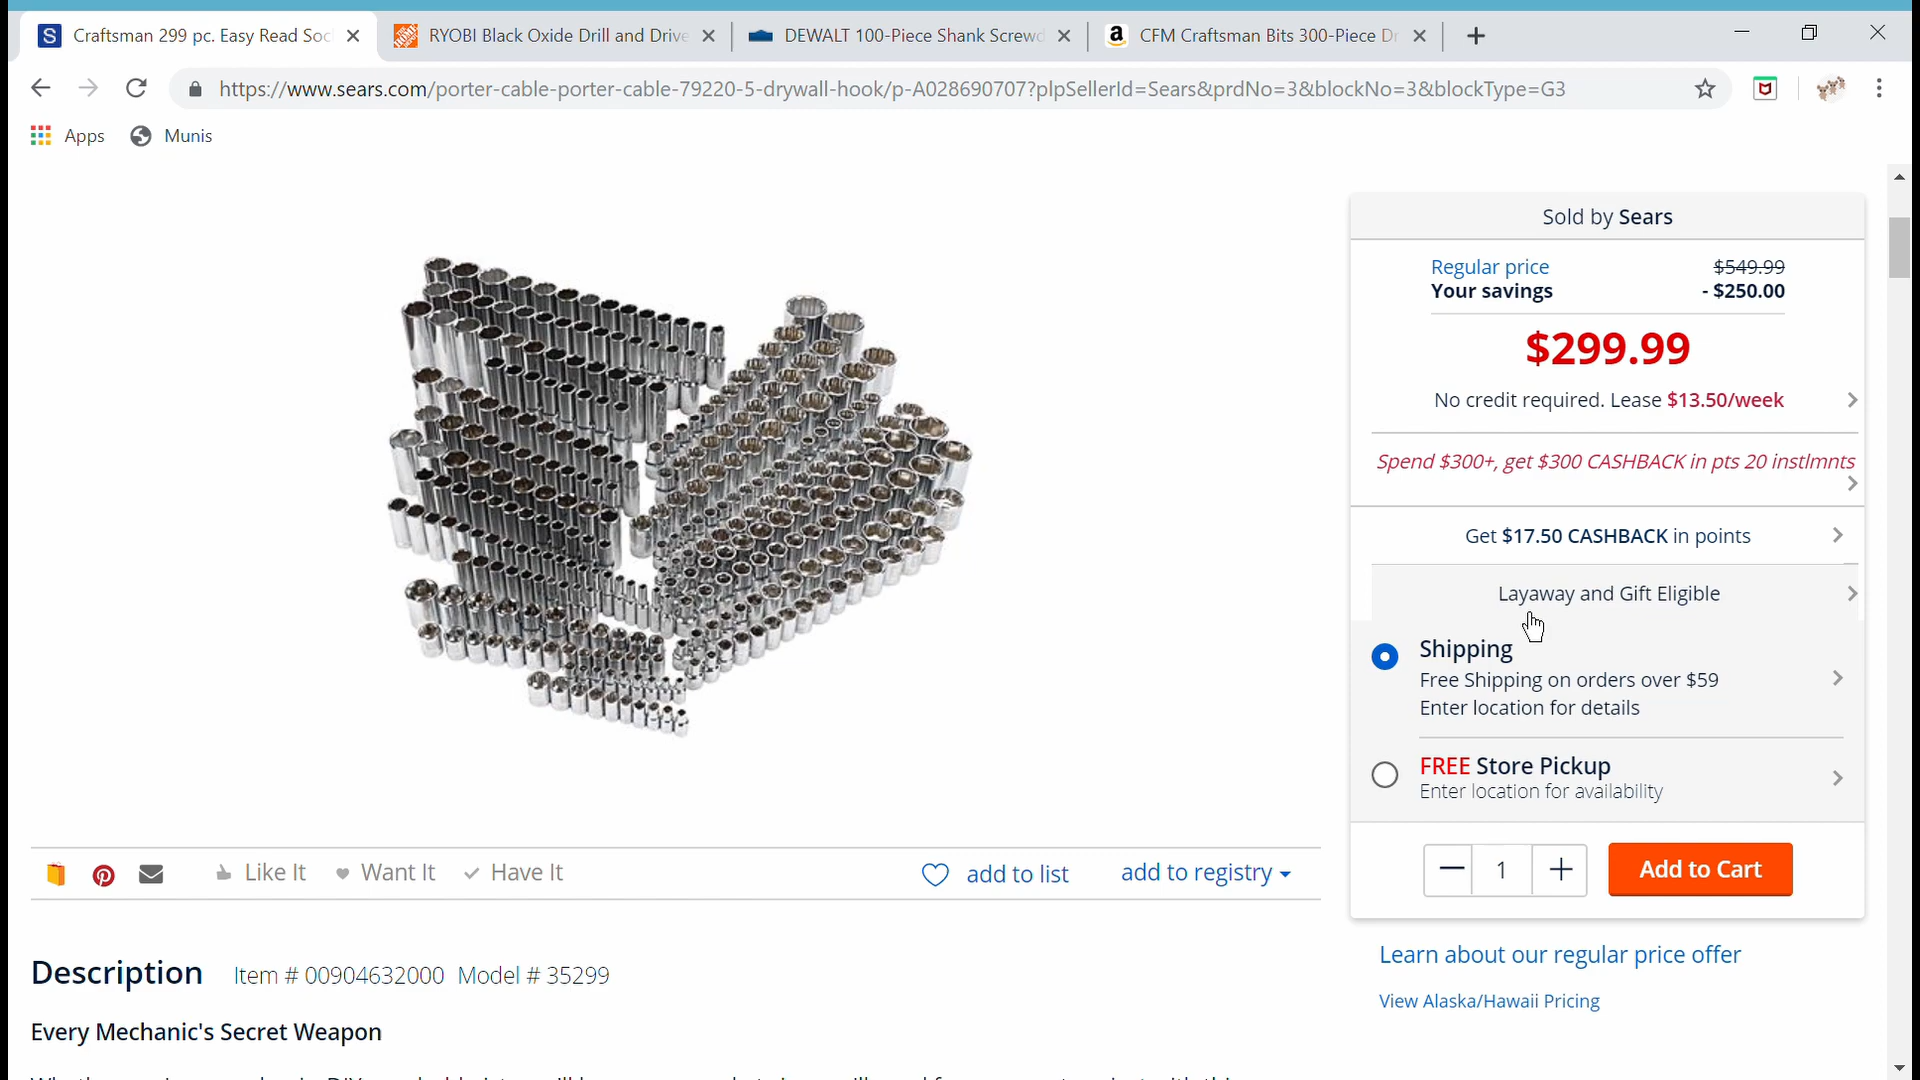 Craftsman 299 pc. Easy Read Soc
RYOBI Black Oxide Drill and Drive
DEWALT 100-Piece Shank Screwd
CFM Craftsman Bits 300-Piece Dr
https://www.sears.com/porter-cable-porter-cable-79220-5-drywall-hook/p-A028690707?plpSellerId=Sears&prdNo=3&blockNo=3&blockType=G3
Apps
Munis
Sold by Sears
Regular price $549.99
Your savings - $250.00
$299.99
No credit required. Lease $13.50/week
Spend $300+, get $300 CASHBACK in pts 20 instlmnts
Get $17.50 CASHBACK in points
Layaway and Gift Eligible
Shipping
Free Shipping on orders over $59
Enter location for details
FREE Store Pickup
Enter location for availability
1
Add to Cart
Like It
Want It
Have It
add to list
add to registry
Learn about our regular price offer
View Alaska/Hawaii Pricing
Description Item # 00904632000 Model # 35299
Every Mechanic's Secret Weapon